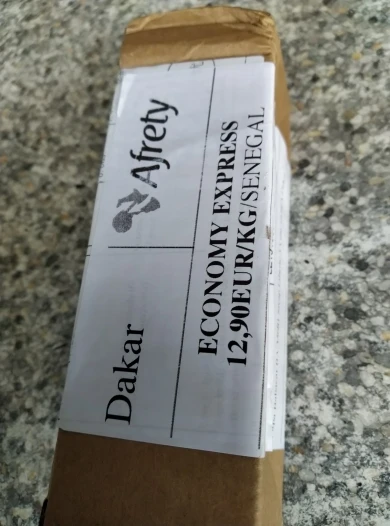 Afrety
Dakar
ECONOMY EXPRESS
12,90EUR/KG/SENEGAL